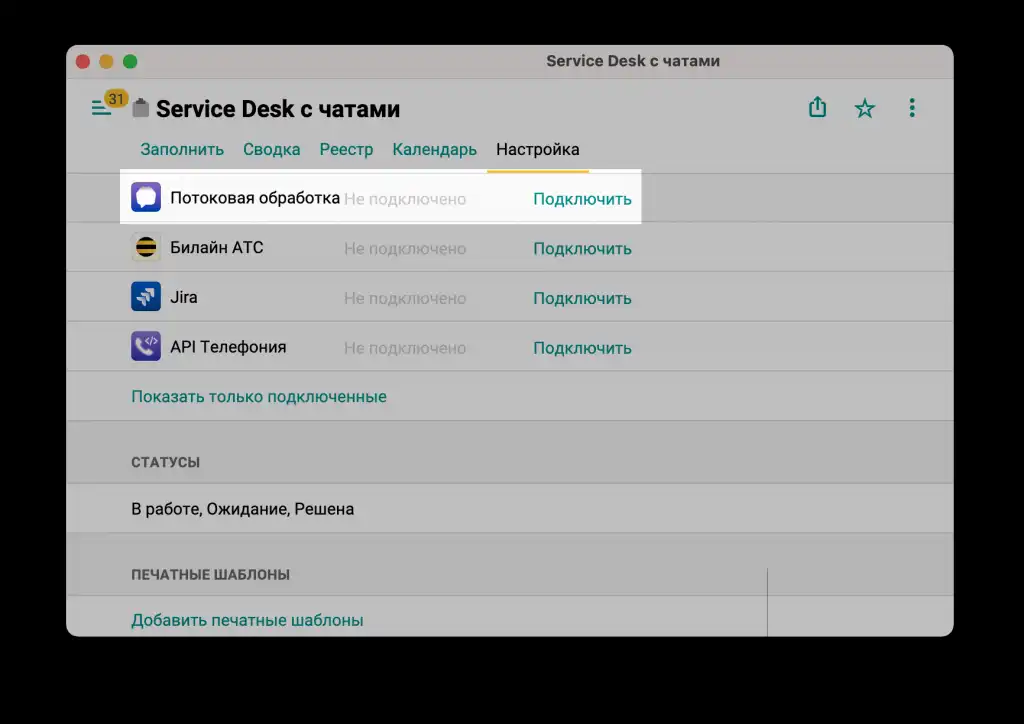 Service Desk с чатами
31
Service Desk с чатами
Заполнить Сводка Реестр Календарь Настройка
Потоковая обработка Не подключено Подключить
Билайн АТС Не подключено Подключить
Jira Не подключено Подключить
API Телефония Не подключено Подключить
Показать только подключенные
СТАТУСЫ
В работе, Ожидание, Решена
ПЕЧАТНЫЕ ШАБЛОНЫ
Добавить печатные шаблоны